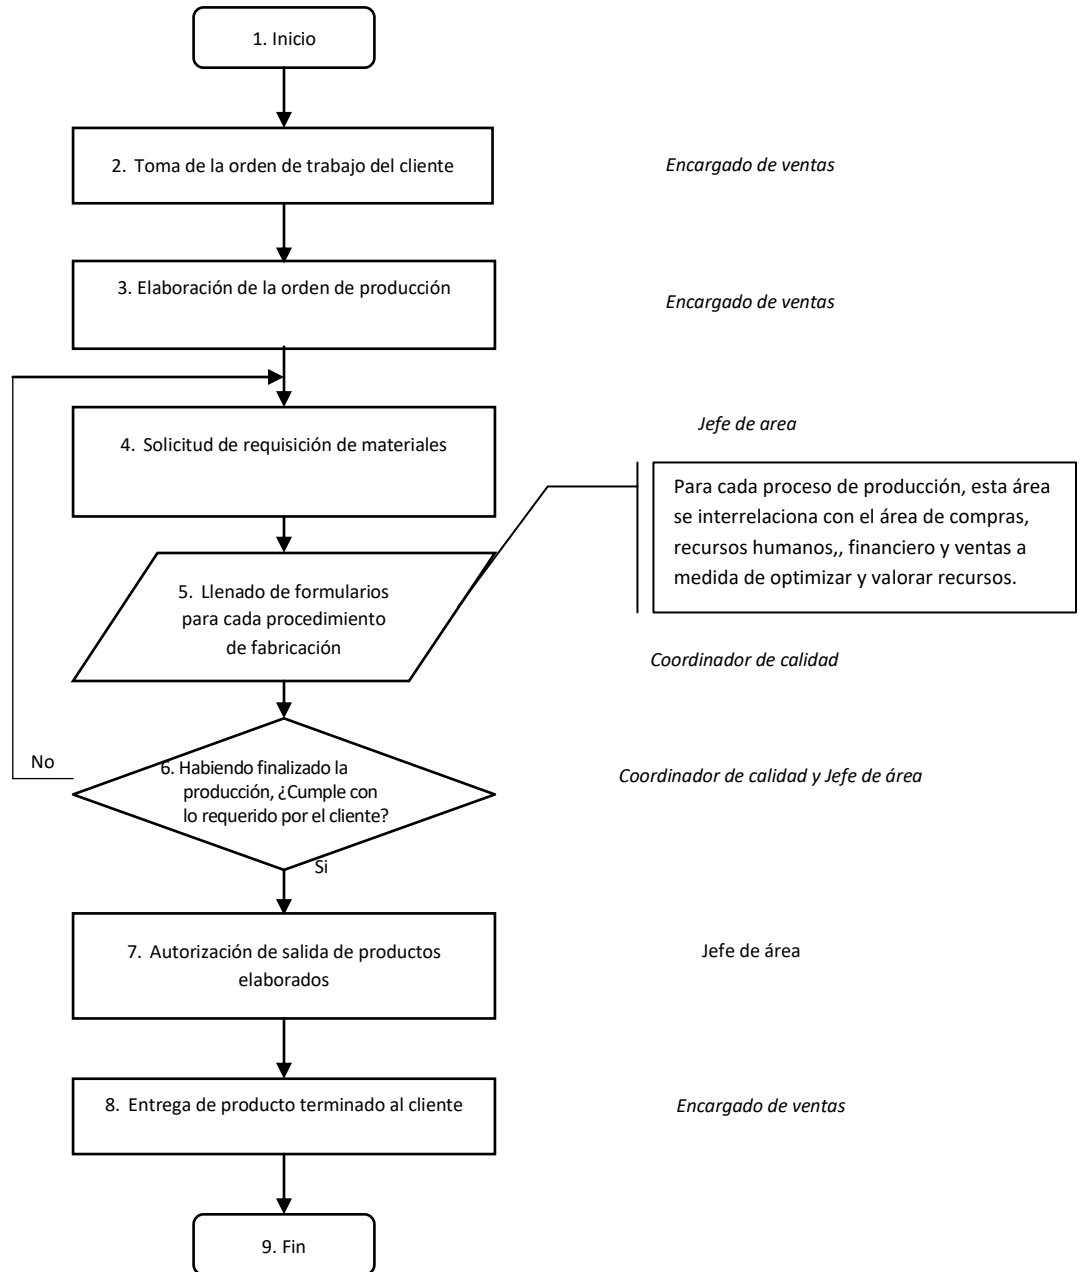 1. Inicio
2. Toma de la orden de trabajo del cliente
Encargado de ventas
3. Elaboración de la orden de producción
Encargado de ventas
Jefe de area
4. Solicitud de requisición de materiales
Para cada proceso de producción, esta área
se interrelaciona con el área de compras,
recursos humanos,, financiero y ventas a
medida de optimizar y valorar recursos.
5. Llenado de formularios
para cada procedimiento
de fabricación
Coordinador de calidad
No
6. Habiendo finalizado la
producción, ¿Cumple con
lo requerido por el cliente?
Coordinador de calidad y Jefe de área
Si
7. Autorización de salida de productos
elaborados
Jefe de área
8. Entrega de producto terminado al cliente
Encargado de ventas
9. Fin